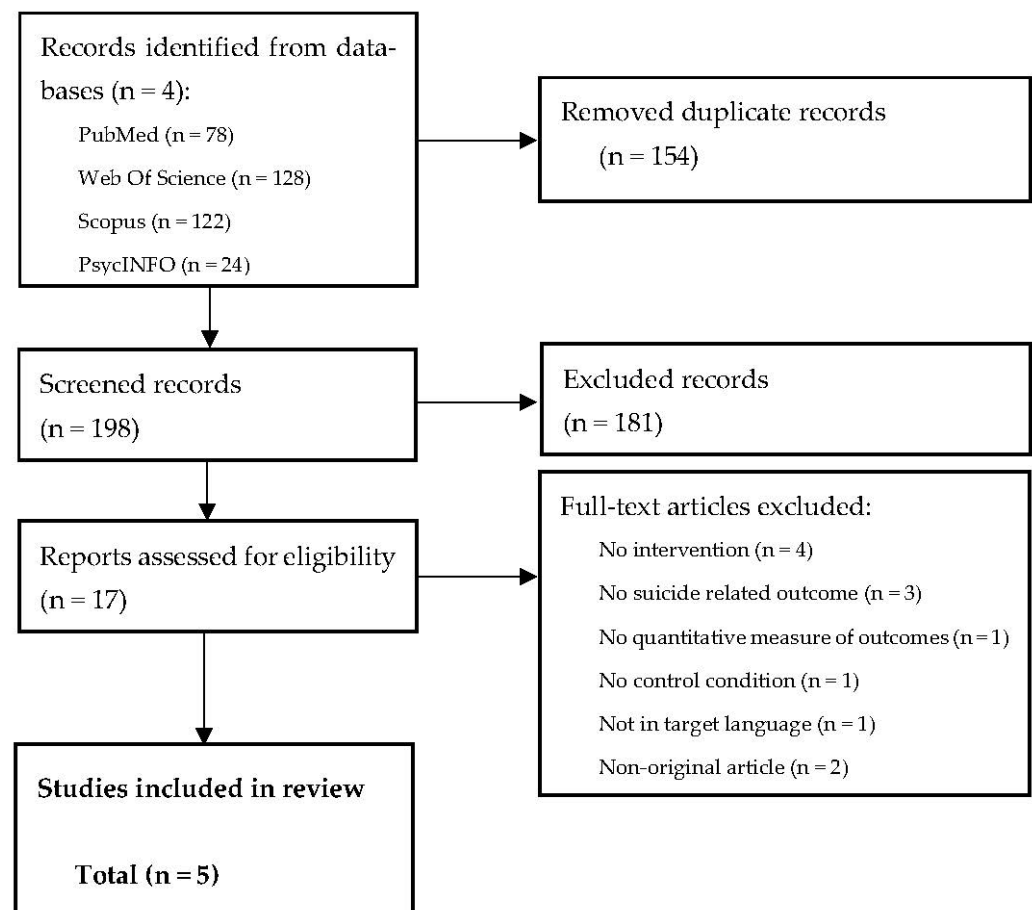 Records identified from data-
bases (n = 4):
PubMed (n = 78)
Web Of Science (n = 128)
Scopus (n = 122)
PsycINFO (n = 24)
Removed duplicate records
(n = 154)
Screened records
(n = 198)
Excluded records
(n = 181)
Reports assessed for eligibility
(n = 17)
Full-text articles excluded:
No intervention (n = 4)
No suicide related outcome (n = 3)
No quantitative measure of outcomes (n = 1)
No control condition (n = 1)
Not in target language (n = 1)
Non-original article (n = 2)
Studies included in review
Total (n = 5)